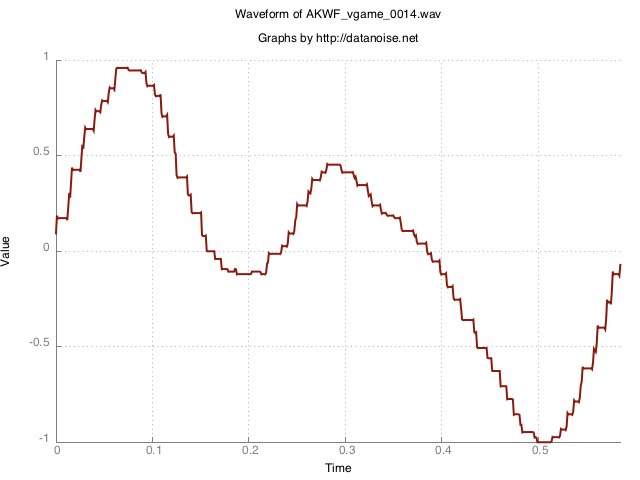 Waveform of AKWF_vgame_0014.wav
Graphs by http://datanoise.net
1
0.5
0
-0.5
-1
Value
0 0.1 0.2 0.3 0.4 0.5
Time